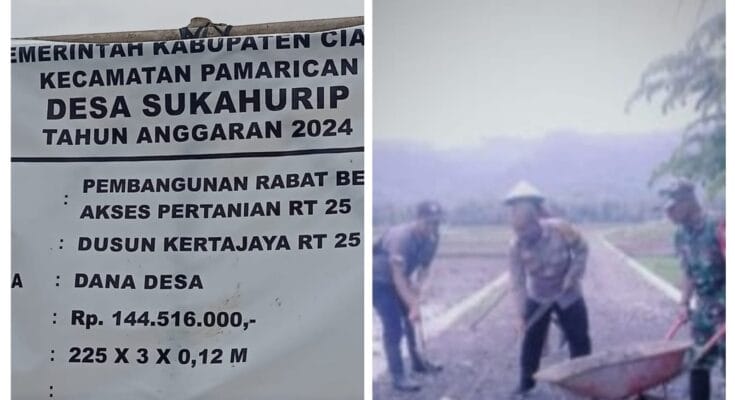 EMERINTAH KABUPATEN CIA
KECAMATAN PAMARICAN
DESA SUKAHURIP
TAHUN ANGGARAN 2024
: PEMBANGUNAN RABAT BE
AKSES PERTANIAN RT 25
: DUSUN KERTAJAYA RT 25
A : DANA DESA
: Rp. 144.516.000,-
: 225 X 3 X 0,12 M
: